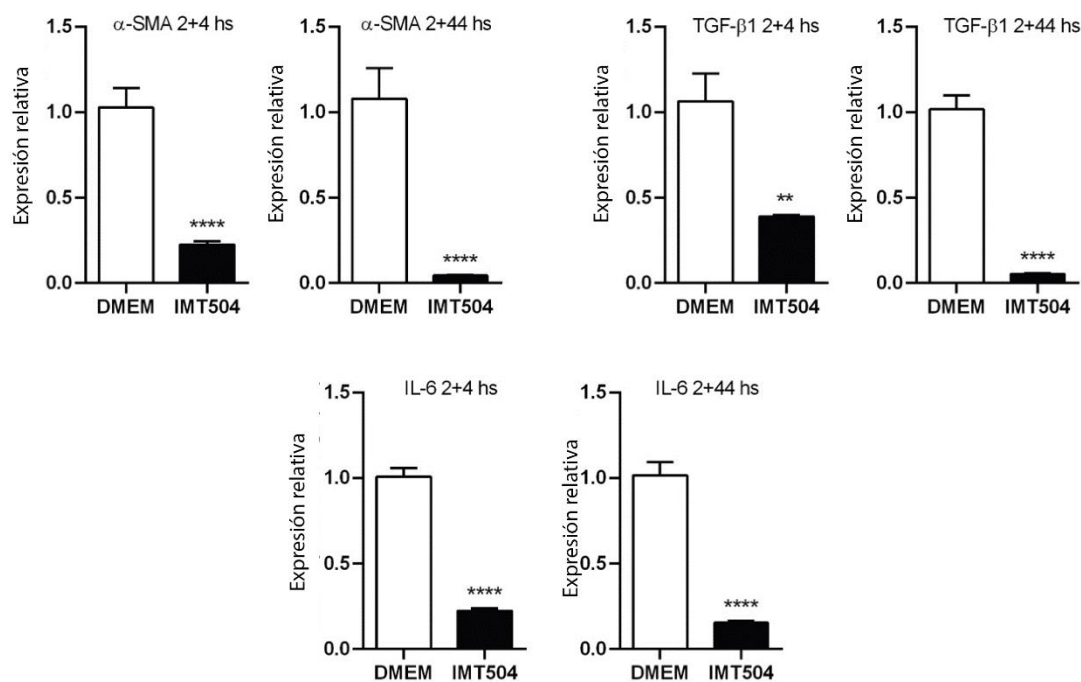 α-SMA 2+4 hs
Expresión relativa
1.5
1.0
0.5
0.0
****
DMEM IMT504
α-SMA 2+44 hs
Expresión relativa
1.5
1.0
0.5
0.0
****
DMEM IMT504
TGF-β1 2+4 hs
Expresión relativa
1.5
1.0
0.5
0.0
**
DMEM IMT504
TGF-β1 2+44 hs
Expresión relativa
1.5
1.0
0.5
0.0
****
DMEM IMT504
IL-6 2+4 hs
Expresión relativa
1.5
1.0
0.5
0.0
****
DMEM IMT504
IL-6 2+44 hs
Expresión relativa
1.5
1.0
0.5
0.0
****
DMEM IMT504